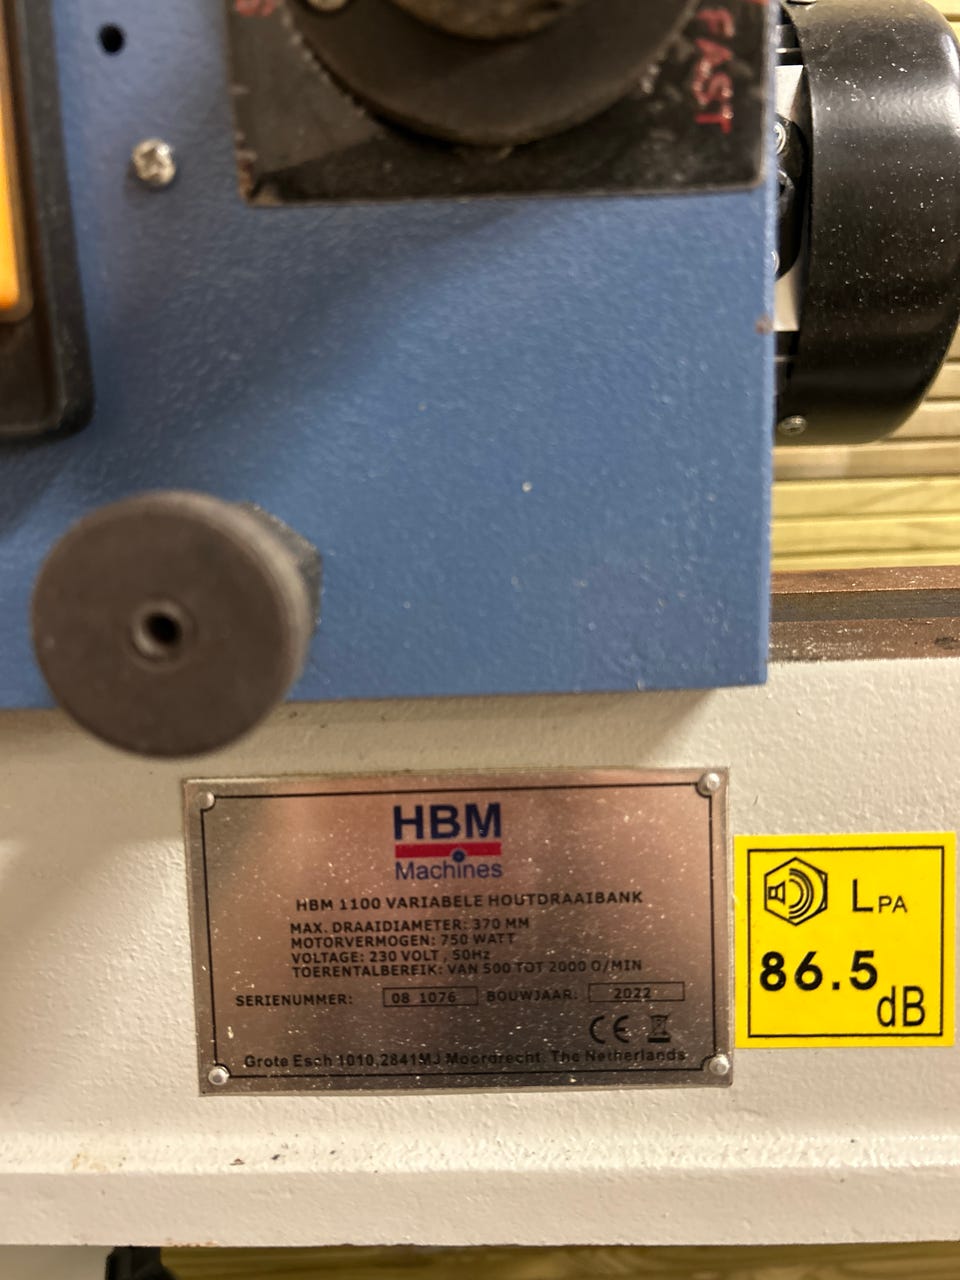 FAST
HBM
Machines
HBM 1100 VARIABELE HOUTDRAAIBANK
MAX. DRAAIDIAMETER: 370 MM
MOTORVERMOGEN: 750 WATT
VOLTAGE: 230 VOLT , 50Hz
TOERENTALBEREIK: VAN 500 TOT 2000 O/MIN
SERIENUMMER: 08 1076 BOUWJAAR: 2022
CE
Grote Esch 1010,2841MJ Moordrecht The Netherlands
LPA
86.5
dB